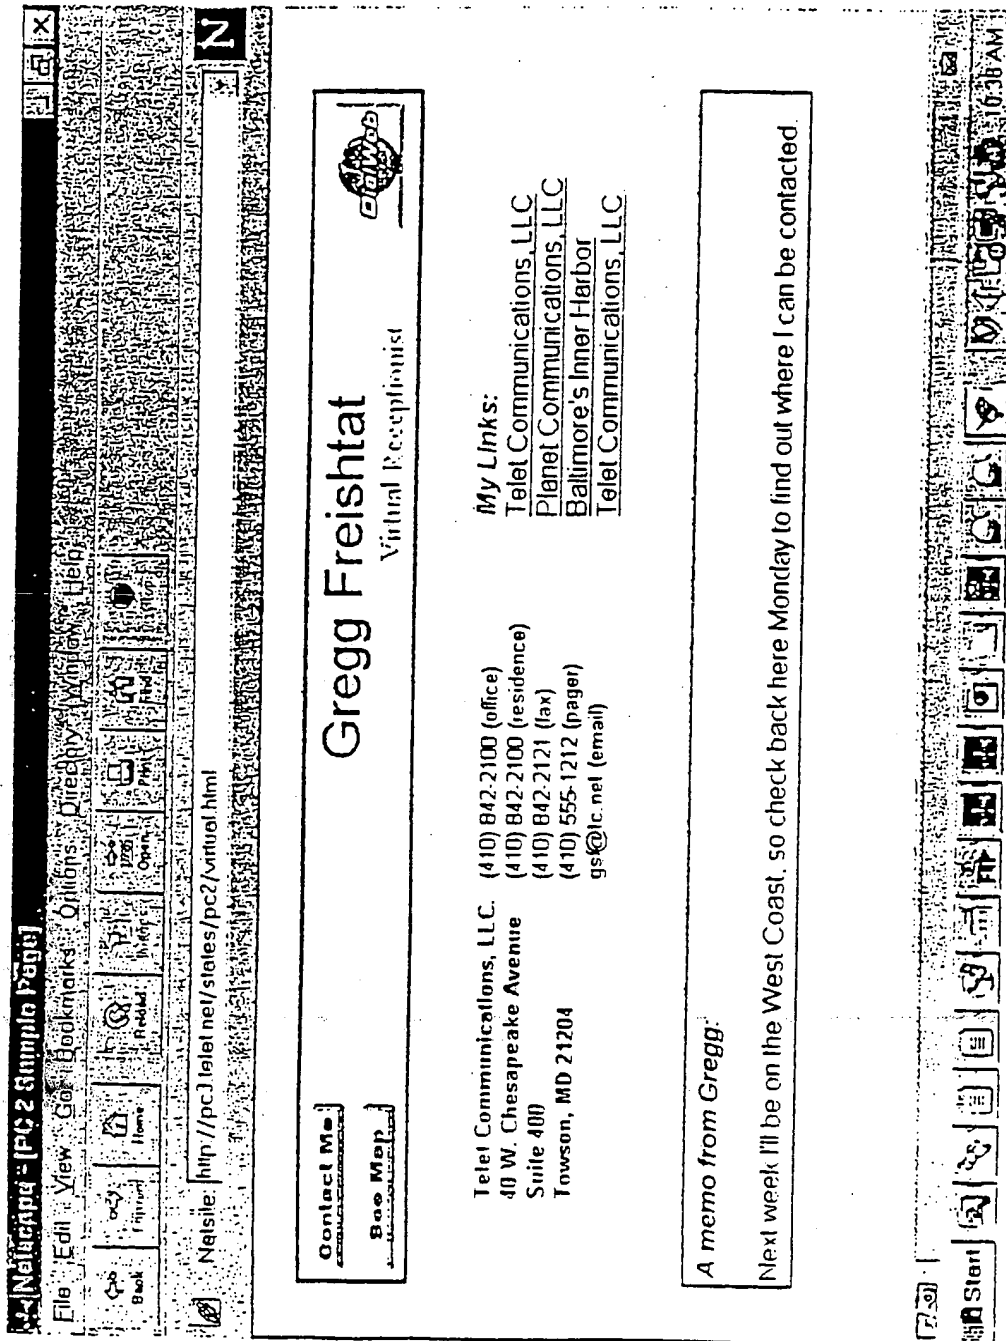 Netscape - [PC 2 Sample Page]
File Edit View Go Bookmarks Options Directory Window Help
Back Home Reload Open Print Find
Netsite: http://pc3.telet.net/states/pc2/virtual.html
N
Contact Me
See Map
Gregg Freishtat
Virtual Receptionist
DialWeb
Telet Communications, LLC.
40 W. Chesapeake Avenue
Suite 400
Towson, MD 21204
(410) 842-2100 (office)
(410) 842-2100 (residence)
(410) 842-2121 (fax)
(410) 555-1212 (pager)
gsf@tc.net (email)
My Links:
Telet Communications, LLC
Planet Communications, LLC
Baltimore's Inner Harbor
Telet Communications, LLC
A memo from Gregg:
Next week I'll be on the West Coast, so check back here Monday to find out where I can be contacted.
Start
10:38 AM